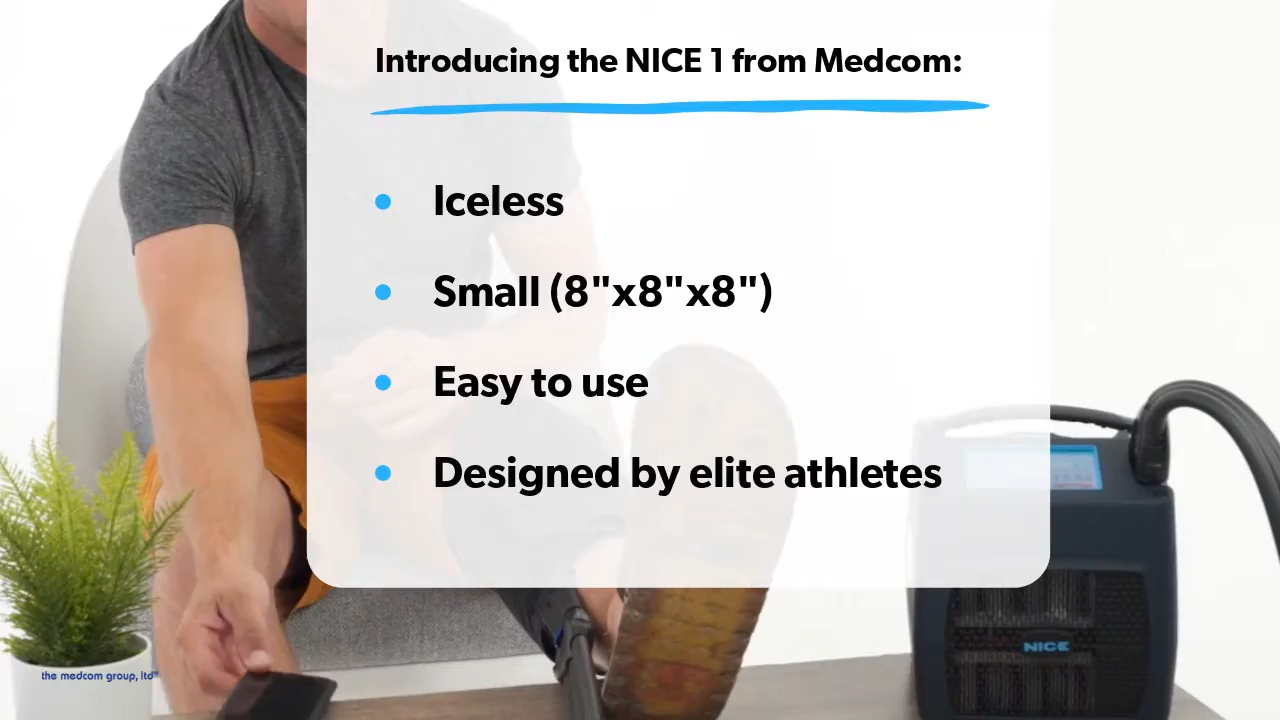 Introducing the NICE 1 from Medcom:
• Iceless
• Small (8"x8"x8")
• Easy to use
• Designed by elite athletes
NICE
the medcom group, ltd®